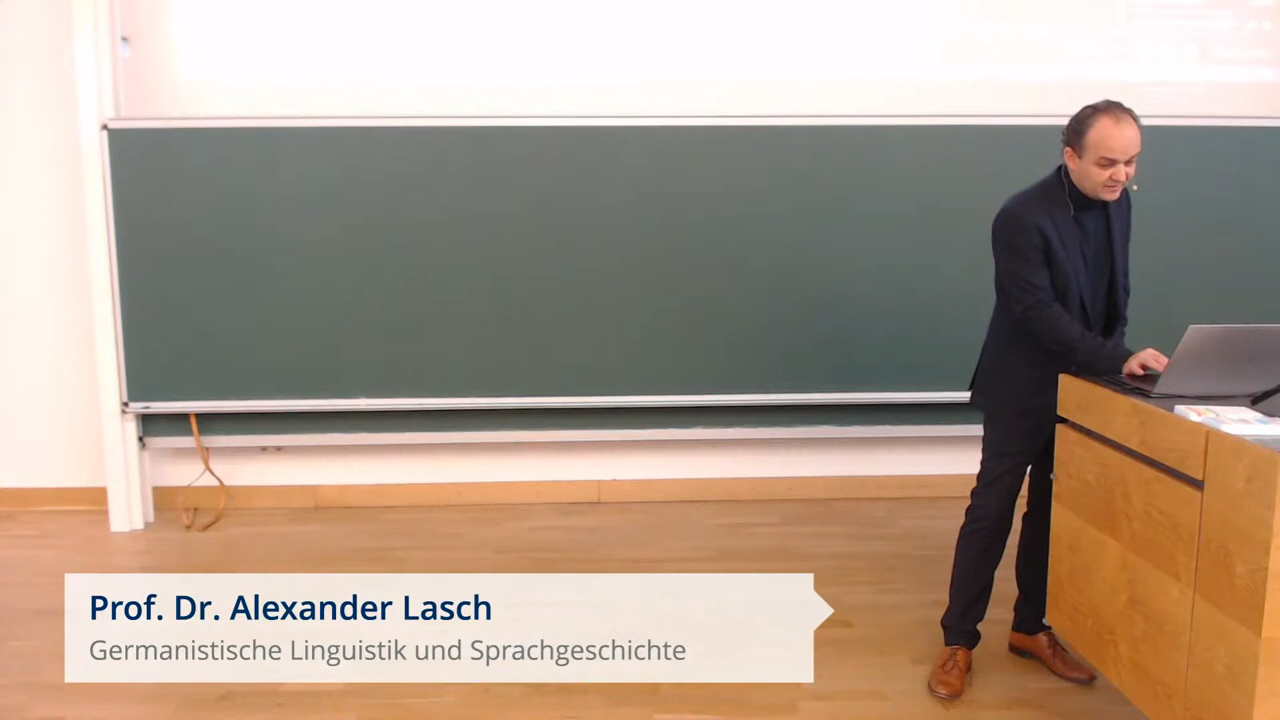 Prof. Dr. Alexander Lasch
Germanistische Linguistik und Sprachgeschichte